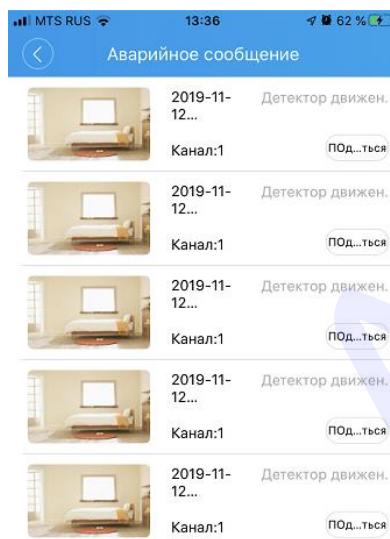 MTS RUS 13:36 62 %
Аварийное сообщение
2019-11- Детектор движен.
12...
Канал:1 ПОд...ться
2019-11- Детектор движен.
12...
Канал:1 ПОд...ться
2019-11- Детектор движен.
12...
Канал:1 ПОд...ться
2019-11- Детектор движен.
12...
Канал:1 ПОд...ться
2019-11- Детектор движен.
12...
Канал:1 ПОд...ться